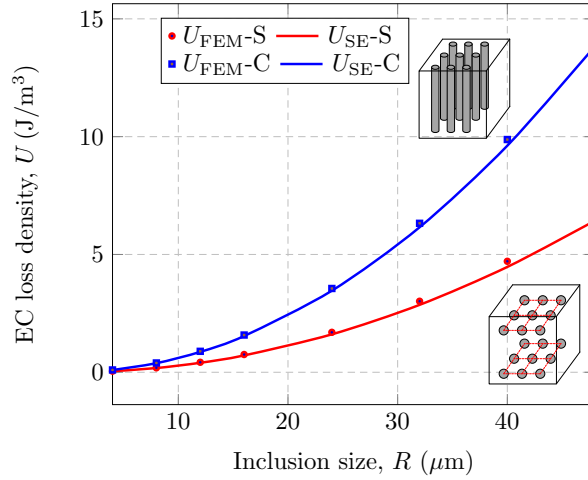 U_FEM-S U_SE-S
U_FEM-C U_SE-C
15
10
5
0
EC loss density, U (J/m³)
10 20 30 40
Inclusion size, R (μm)